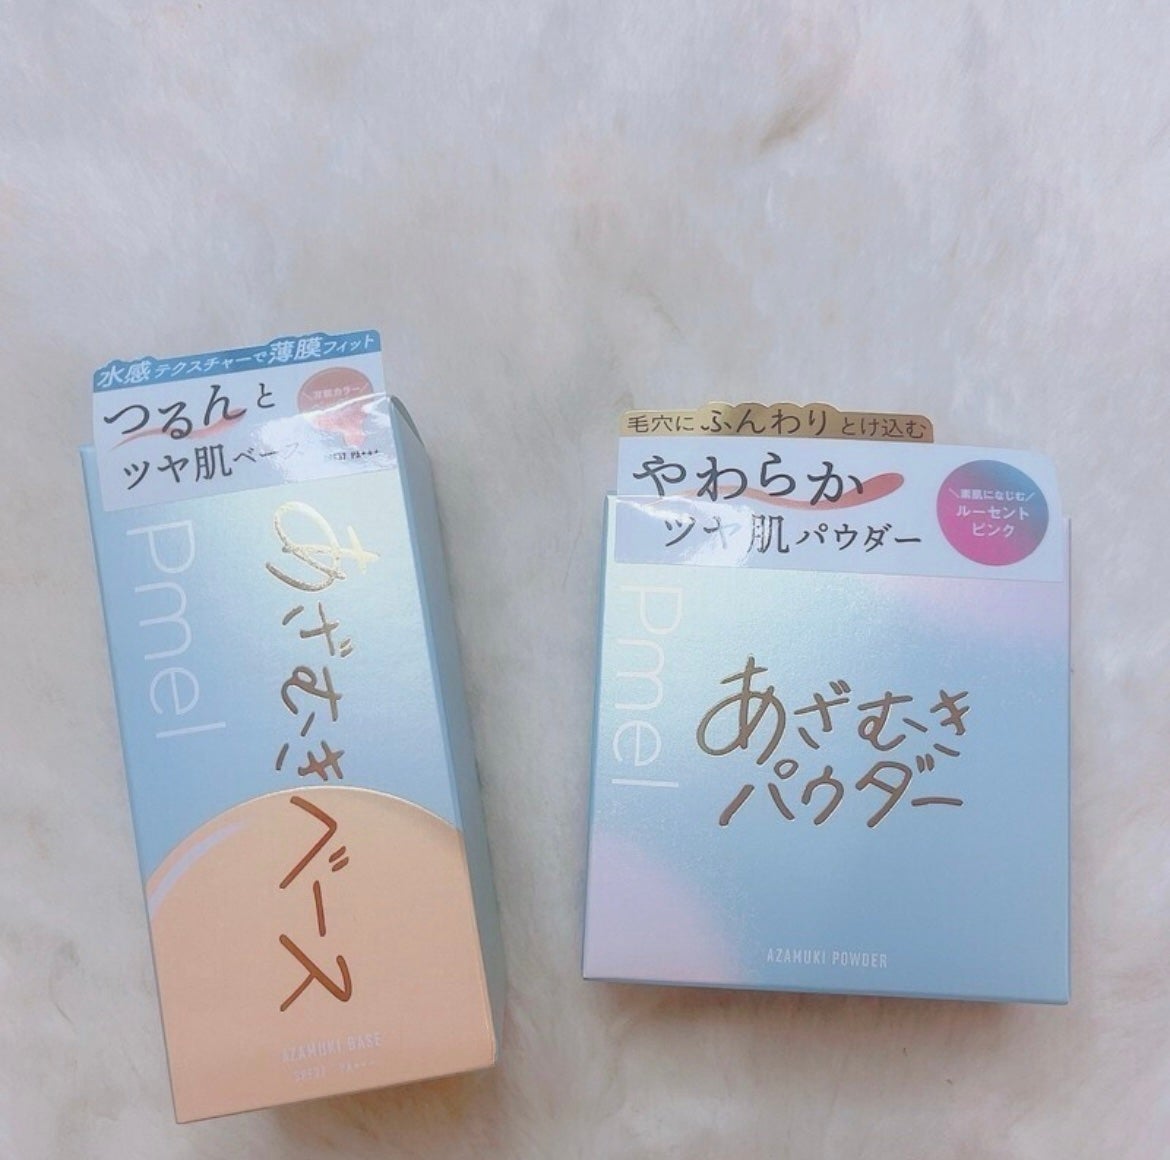 水感テクスチャーで薄膜フィット
つるんと
ツヤ肌ベース
Pmel
あざむきベース
AZAMUKI BASE
SPF37 PA+++
毛穴にふんわりとけ込む
やわらか
ツヤ肌パウダー
\素肌になじむ/
ルーセント
ピンク
Pmel
あざむき
パウダー
AZAMUKI POWDER